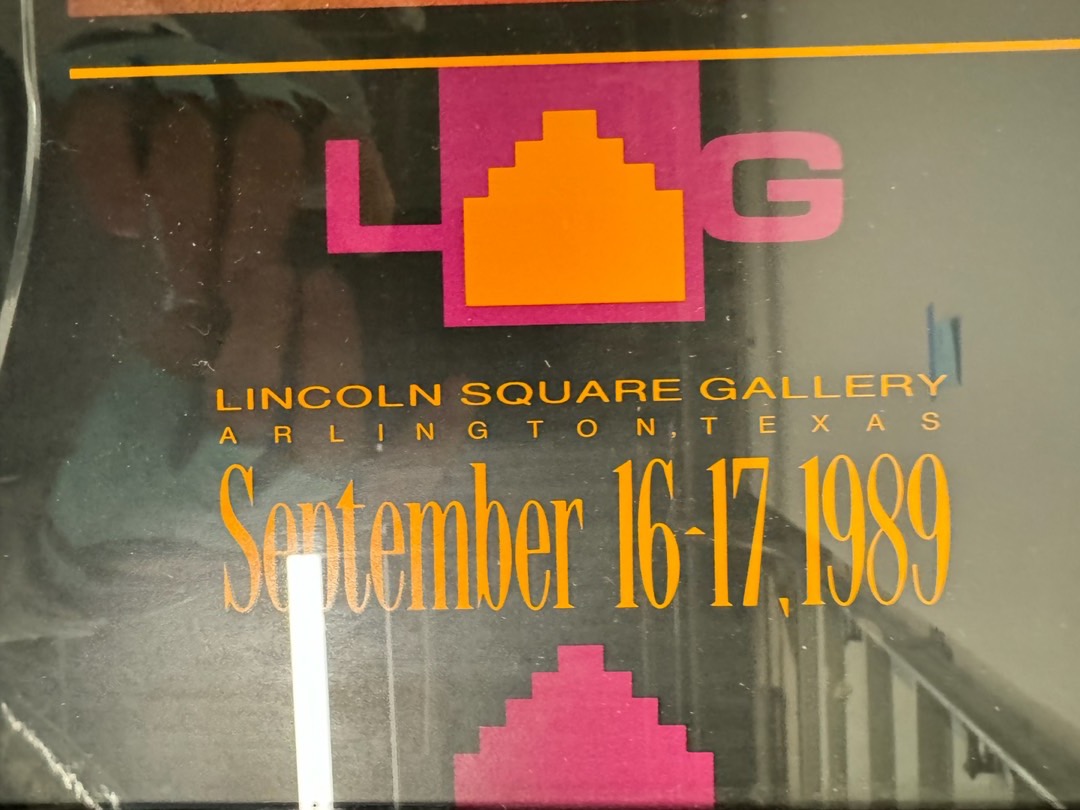 L G
LINCOLN SQUARE GALLERY
ARLINGTON, TEXAS
September 16-17, 1989